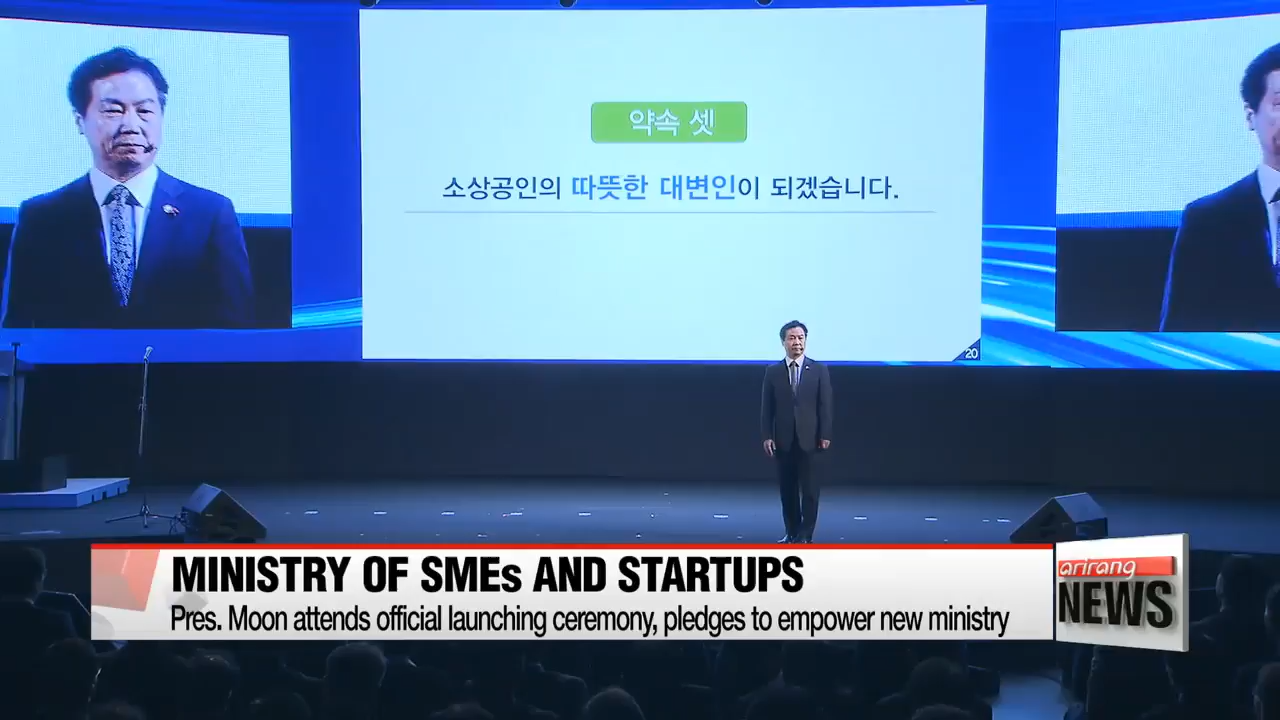 약속 셋
소상공인의 따뜻한 대변인이 되겠습니다.
20
MINISTRY OF SMEs AND STARTUPS
Pres. Moon attends official launching ceremony, pledges to empower new ministry
arirang
NEWS